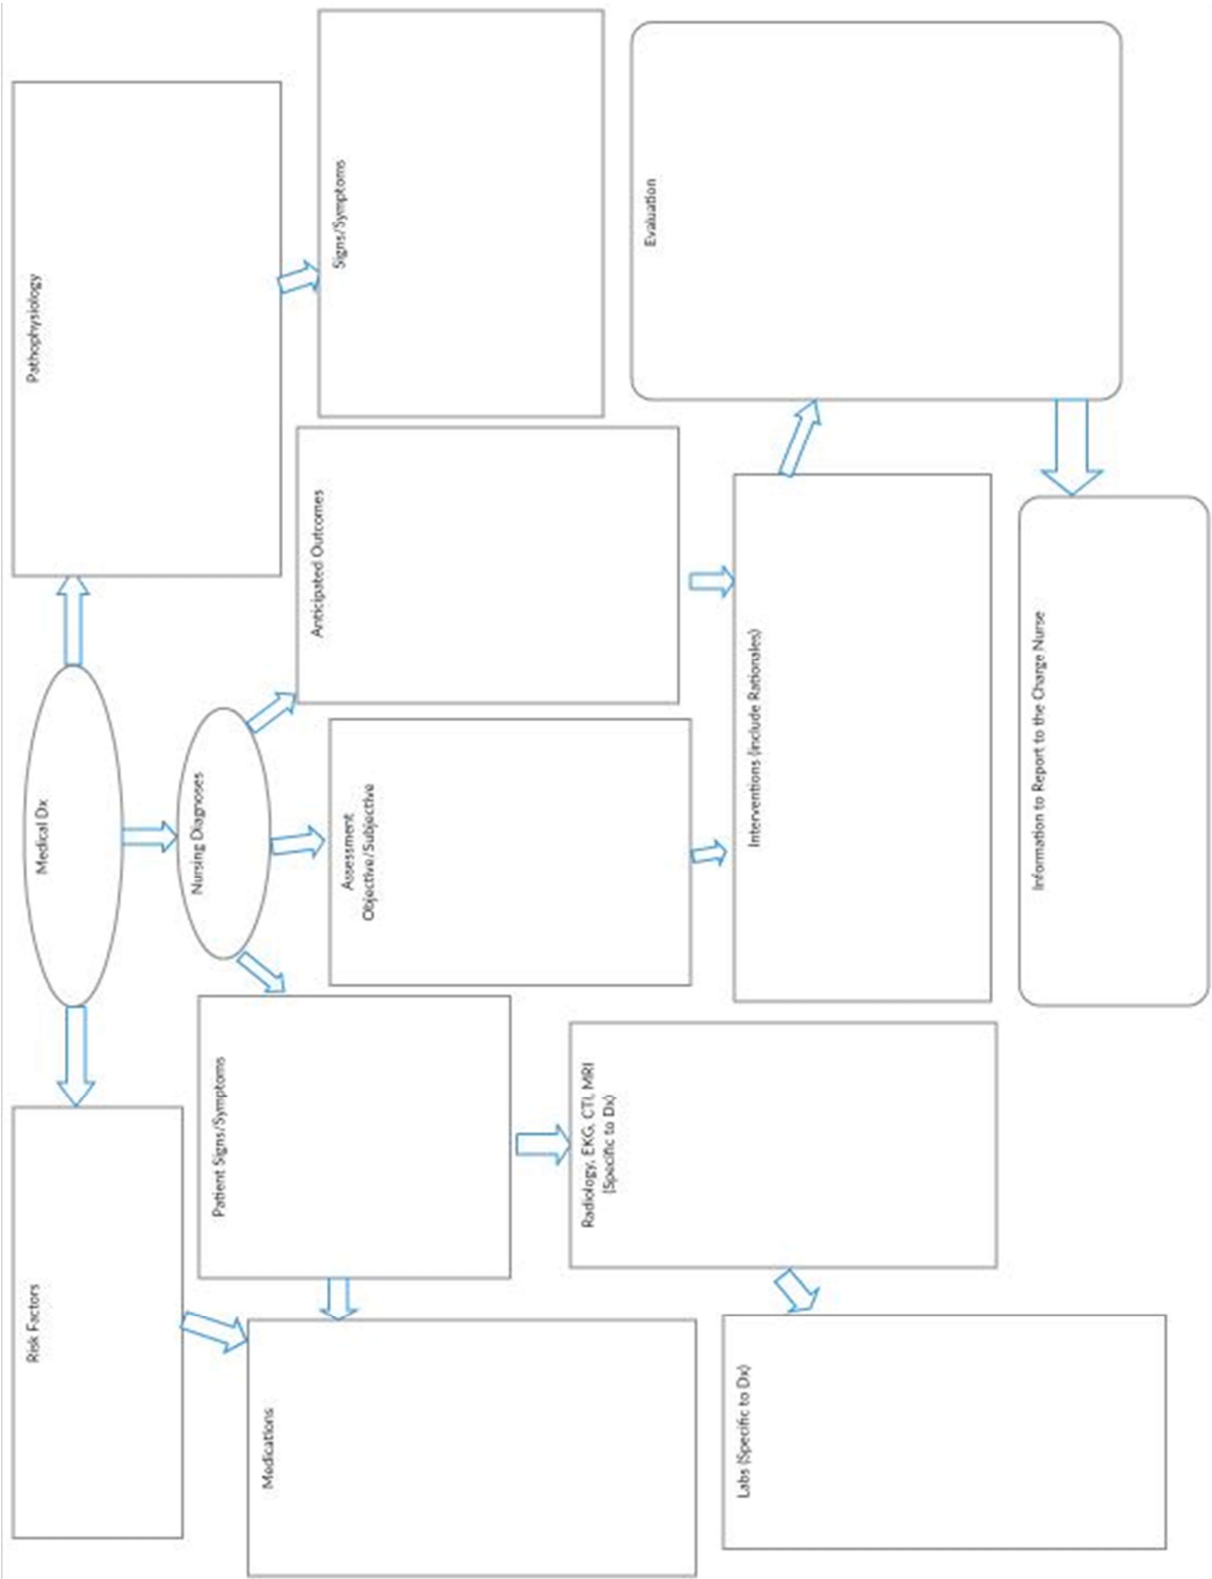 Medical Dx
Risk Factors
Pathophysiology
Nursing Diagnoses
Patient Signs/Symptoms
Medications
Assessment
Objective/Subjective
Anticipated Outcomes
Signs/Symptoms
Radiology, EKG, CTI, MRI
(Specific to Dx)
Labs (Specific to Dx)
Interventions (include Rationales)
Evaluation
Information to Report to the Charge Nurse